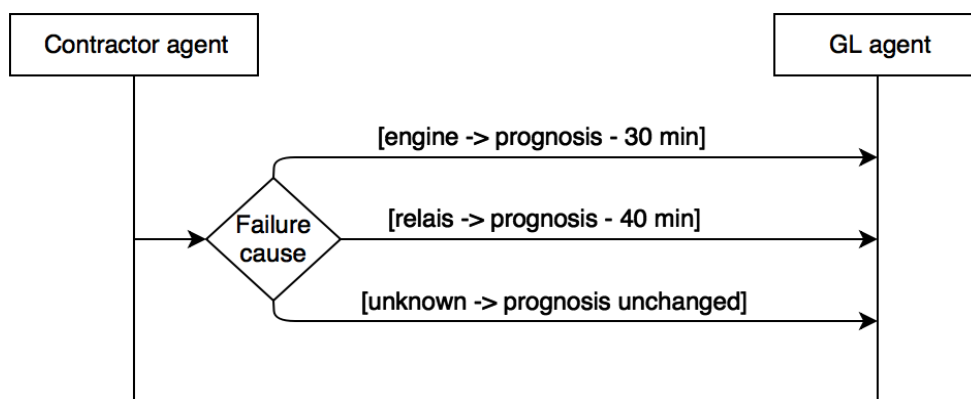 Contractor agent
GL agent
[engine -> prognosis - 30 min]
[relais -> prognosis - 40 min]
Failure
cause
[unknown -> prognosis unchanged]